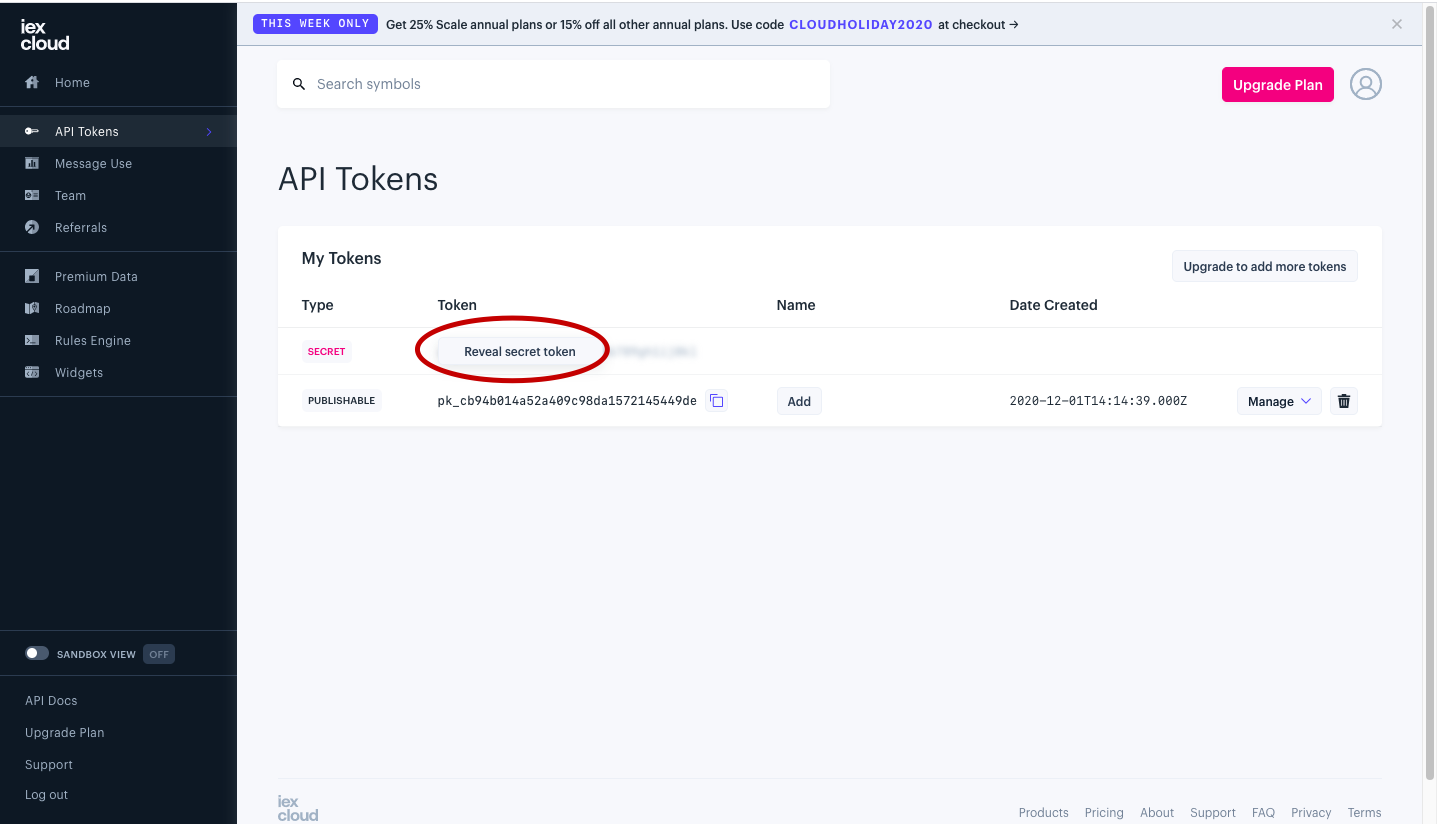 THIS WEEK ONLY Get 25% Scale annual plans or 15% off all other annual plans. Use code CLOUDHOLIDAY2020 at checkout →
iex
cloud
Home
API Tokens
Message Use
Team
Referrals
Premium Data
Roadmap
Rules Engine
Widgets
SANDBOX VIEW OFF
API Docs
Upgrade Plan
Support
Log out
Search symbols
Upgrade Plan
API Tokens
My Tokens
Upgrade to add more tokens
Type Token Name Date Created
SECRET Reveal secret token
PUBLISHABLE pk_cb94b014a52a409c98da1572145449de Add 2020-12-01T14:14:39.000Z Manage
iex
cloud
Products Pricing About Support FAQ Privacy Terms